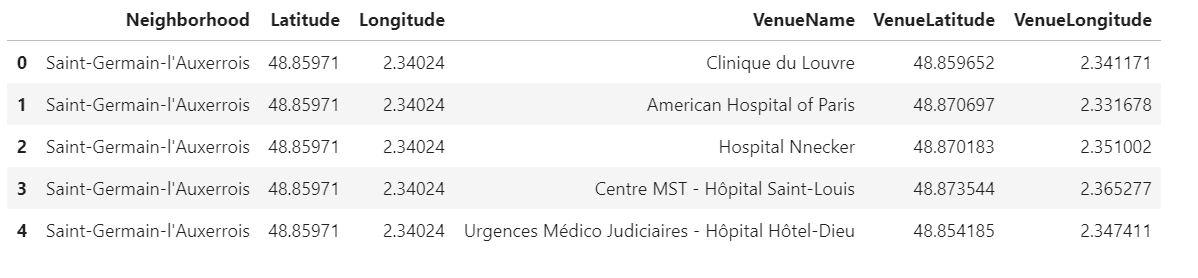 Neighborhood Latitude Longitude VenueName VenueLatitude VenueLongitude
0 Saint-Germain-l'Auxerrois 48.85971 2.34024 Clinique du Louvre 48.859652 2.341171
1 Saint-Germain-l'Auxerrois 48.85971 2.34024 American Hospital of Paris 48.870697 2.331678
2 Saint-Germain-l'Auxerrois 48.85971 2.34024 Hospital Nnecker 48.870183 2.351002
3 Saint-Germain-l'Auxerrois 48.85971 2.34024 Centre MST - Hôpital Saint-Louis 48.873544 2.365277
4 Saint-Germain-l'Auxerrois 48.85971 2.34024 Urgences Médico Judiciaires - Hôpital Hôtel-Dieu 48.854185 2.347411